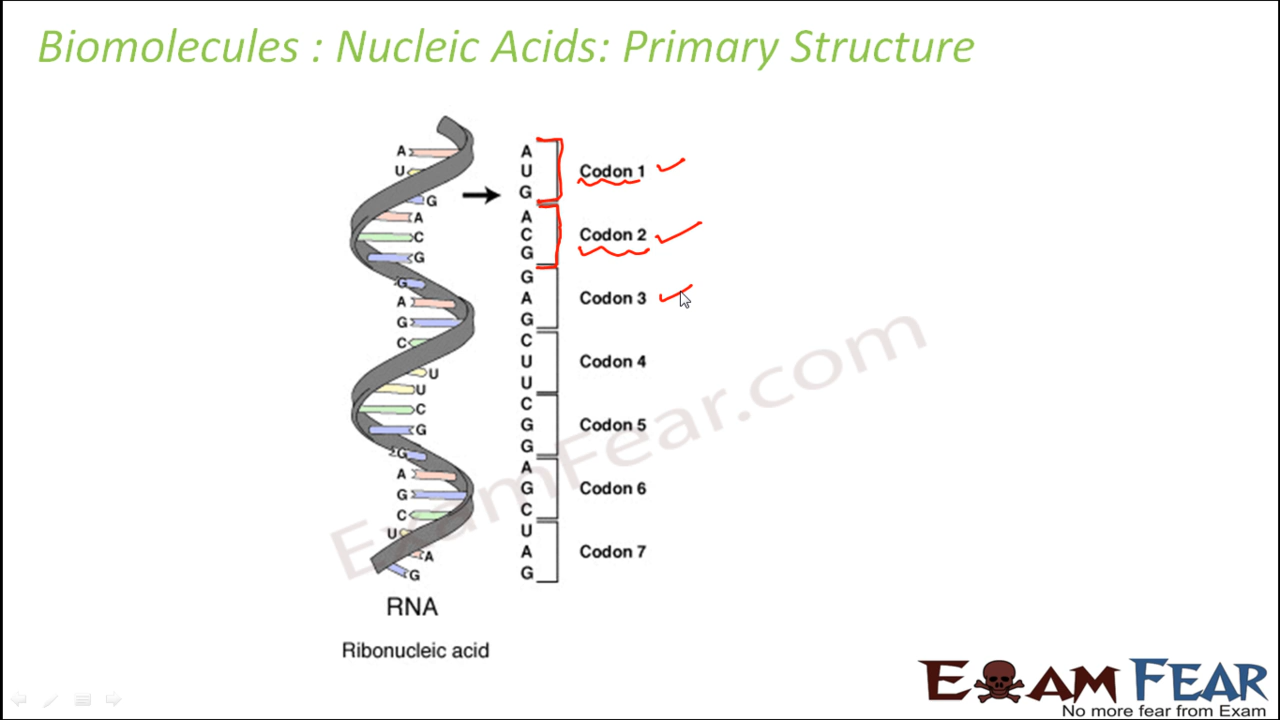 Biomolecules : Nucleic Acids: Primary Structure
A
U
G
A
C
G
G
A
G
C
U
U
C
G
G
A
G
C
U
A
G
RNA
Ribonucleic acid
A
U
G
Codon 1
A
C
G
Codon 2
G
A
G
Codon 3
C
U
U
Codon 4
C
G
G
Codon 5
A
G
C
Codon 6
U
A
G
Codon 7
ExamFear.com
EXAM FEAR
No more fear from Exam